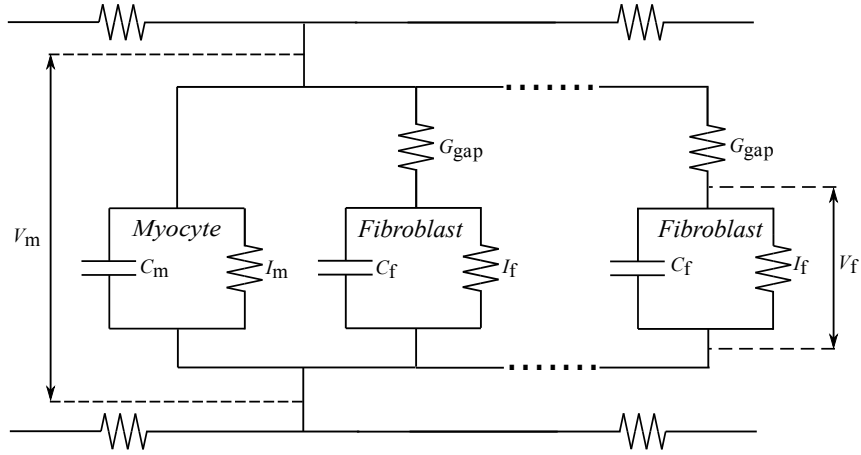 Ggap
Ggap
Vm
Myocyte
Cm
Im
Fibroblast
Cf
If
Fibroblast
Cf
If
Vf